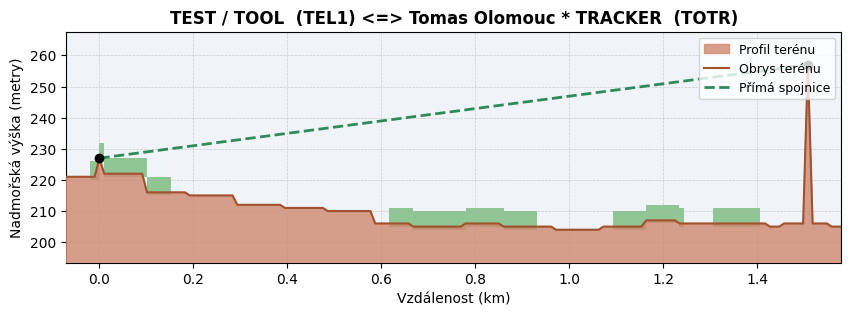 TEST / TOOL  (TEL1) <=> Tomas Olomouc * TRACKER  (TOTR)
Nadmořská výška (metry)
260
250
240
230
220
210
200
Profil terénu
Obrys terénu
Přímá spojnice
0.0 0.2 0.4 0.6 0.8 1.0 1.2 1.4
Vzdálenost (km)